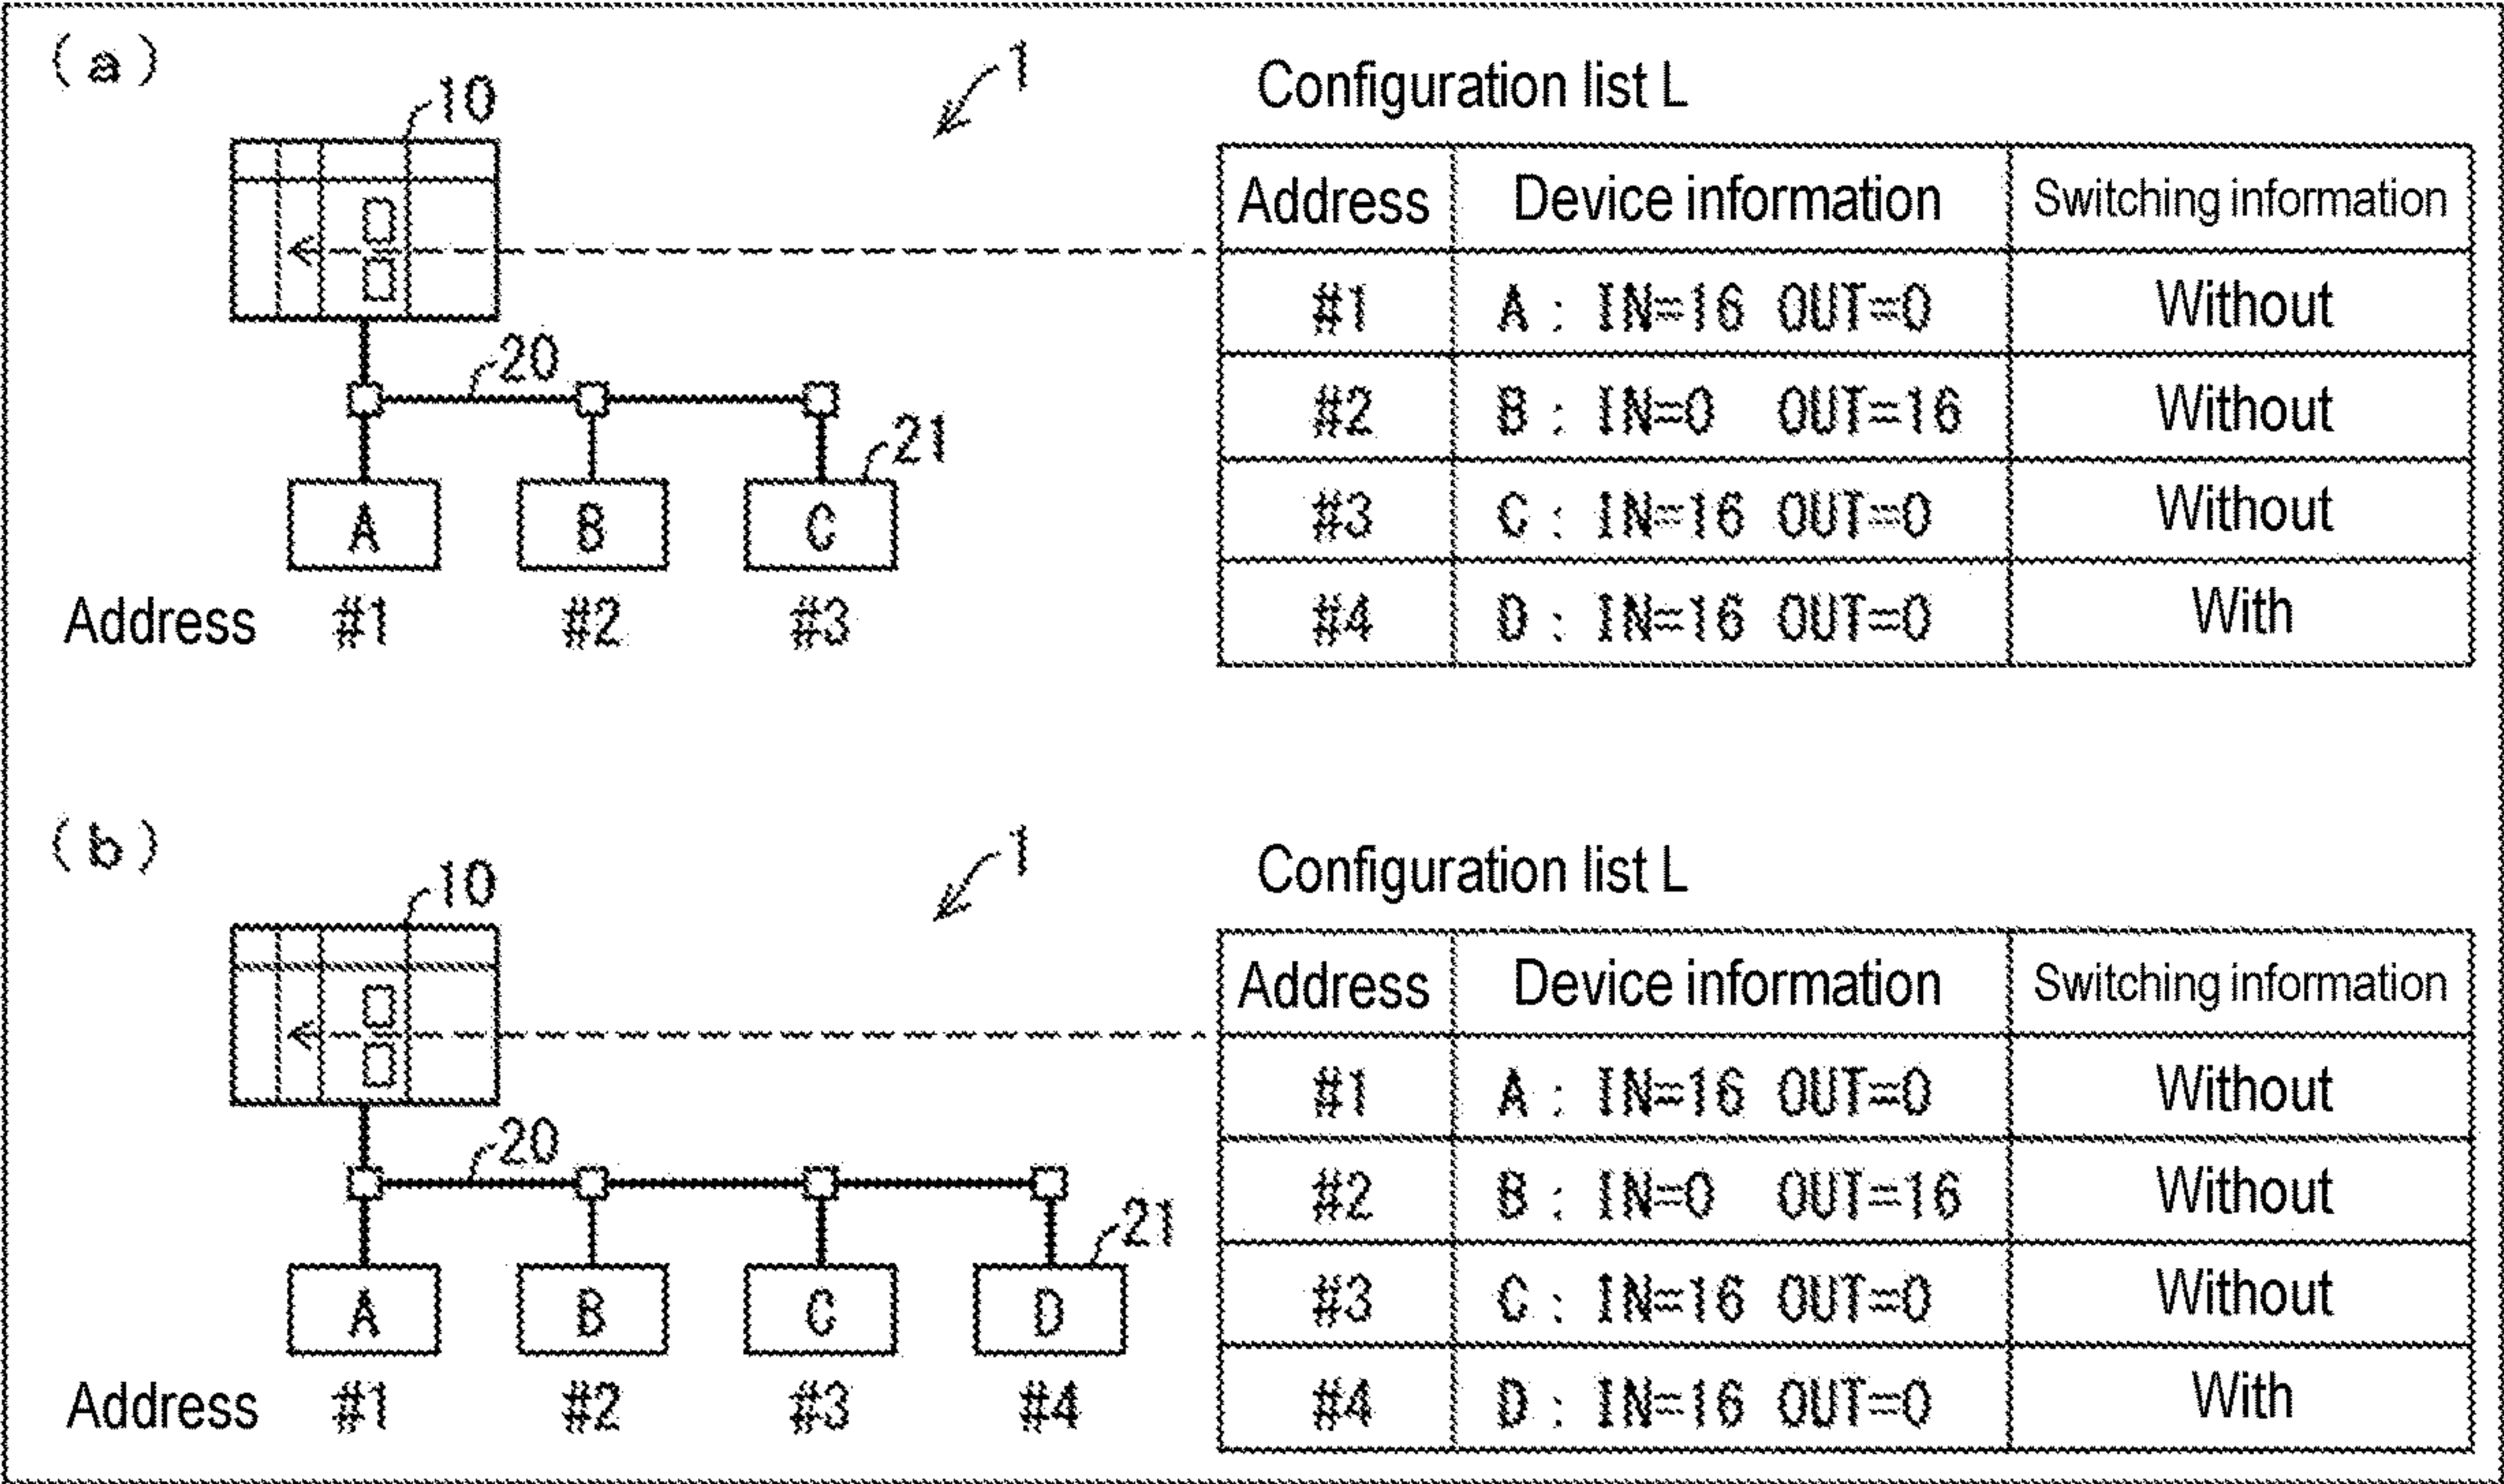 (a)
10
1
20
21
A B C
Address #1 #2 #3
Configuration list L
Address Device information Switching information
#1 A : IN=16 OUT=0 Without
#2 B : IN=0 OUT=16 Without
#3 C : IN=16 OUT=0 Without
#4 D : IN=16 OUT=0 With
(b)
10
1
20
21
A B C D
Address #1 #2 #3 #4
Configuration list L
Address Device information Switching information
#1 A : IN=16 OUT=0 Without
#2 B : IN=0 OUT=16 Without
#3 C : IN=16 OUT=0 Without
#4 D : IN=16 OUT=0 With